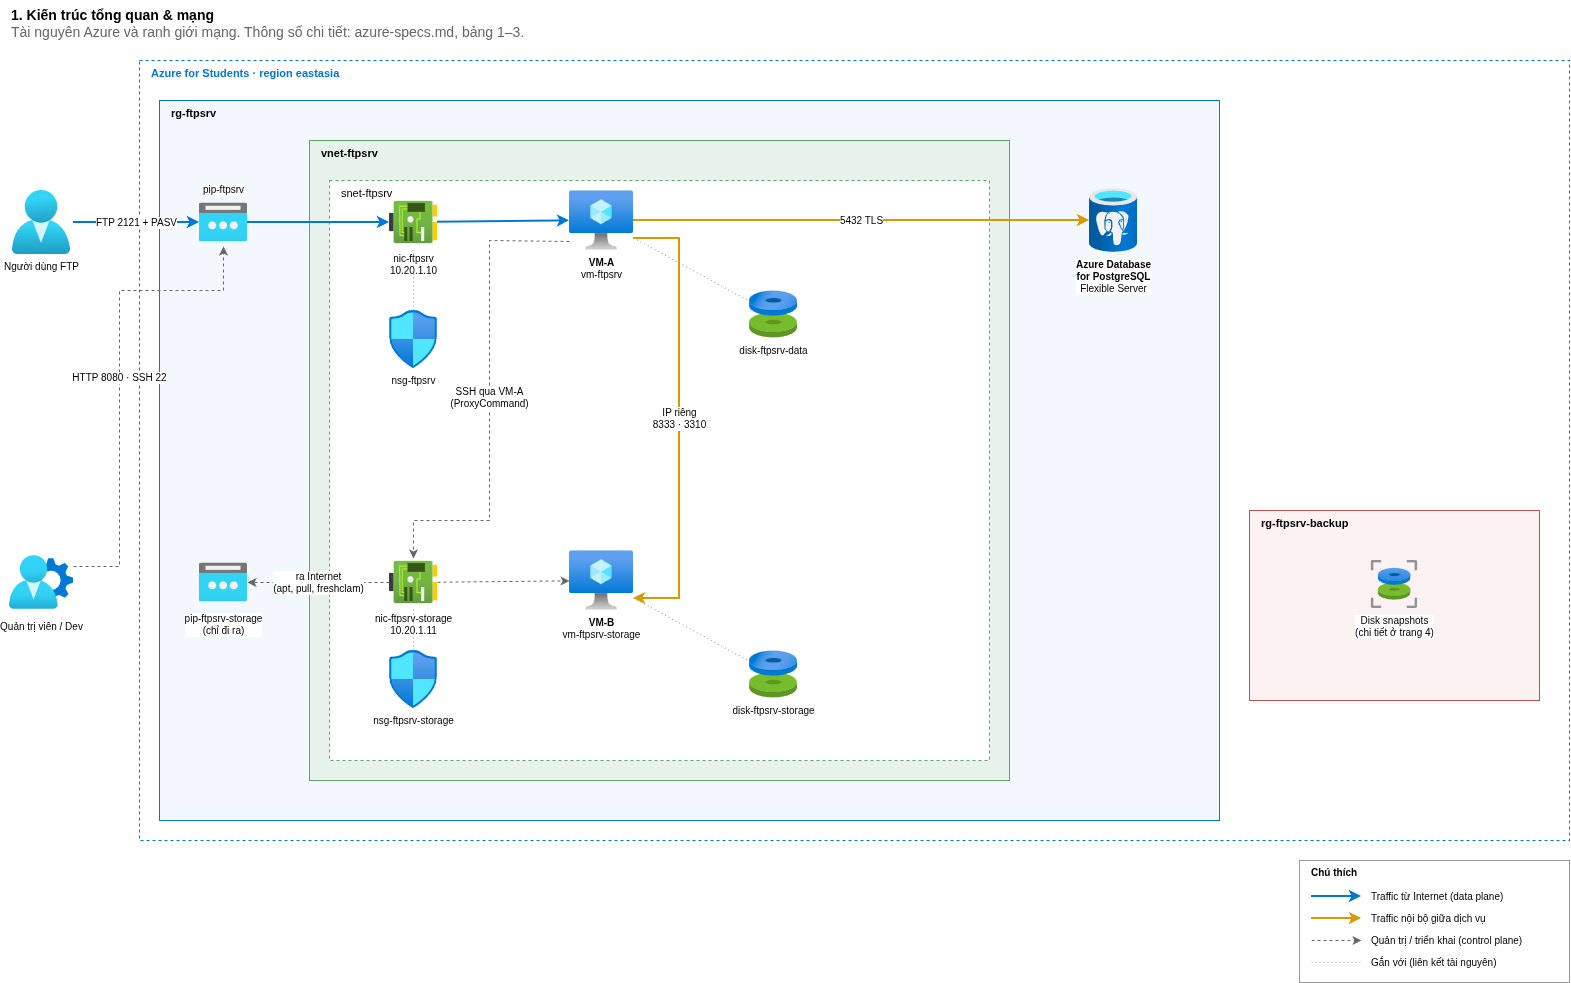 1. Kiến trúc tổng quan & mạng
Tài nguyên Azure và ranh giới mạng. Thông số chi tiết: azure-specs.md, bảng 1–3.
Azure for Students · region eastasia
rg-ftpsrv
vnet-ftpsrv
snet-ftpsrv
pip-ftpsrv
FTP 2121 + PASV
5432 TLS
Người dùng FTP
nic-ftpsrv
10.20.1.10
VM-A
vm-ftpsrv
Azure Database
for PostgreSQL
Flexible Server
disk-ftpsrv-data
HTTP 8080 · SSH 22
nsg-ftpsrv
SSH qua VM-A
(ProxyCommand)
IP riêng
8333 · 3310
rg-ftpsrv-backup
ra Internet
(apt, pull, freshclam)
Quản trị viên / Dev
pip-ftpsrv-storage
(chỉ đi ra)
nic-ftpsrv-storage
10.20.1.11
VM-B
vm-ftpsrv-storage
Disk snapshots
(chi tiết ở trang 4)
nsg-ftpsrv-storage
disk-ftpsrv-storage
Chú thích
Traffic từ Internet (data plane)
Traffic nội bộ giữa dịch vụ
Quản trị / triển khai (control plane)
Gắn với (liên kết tài nguyên)